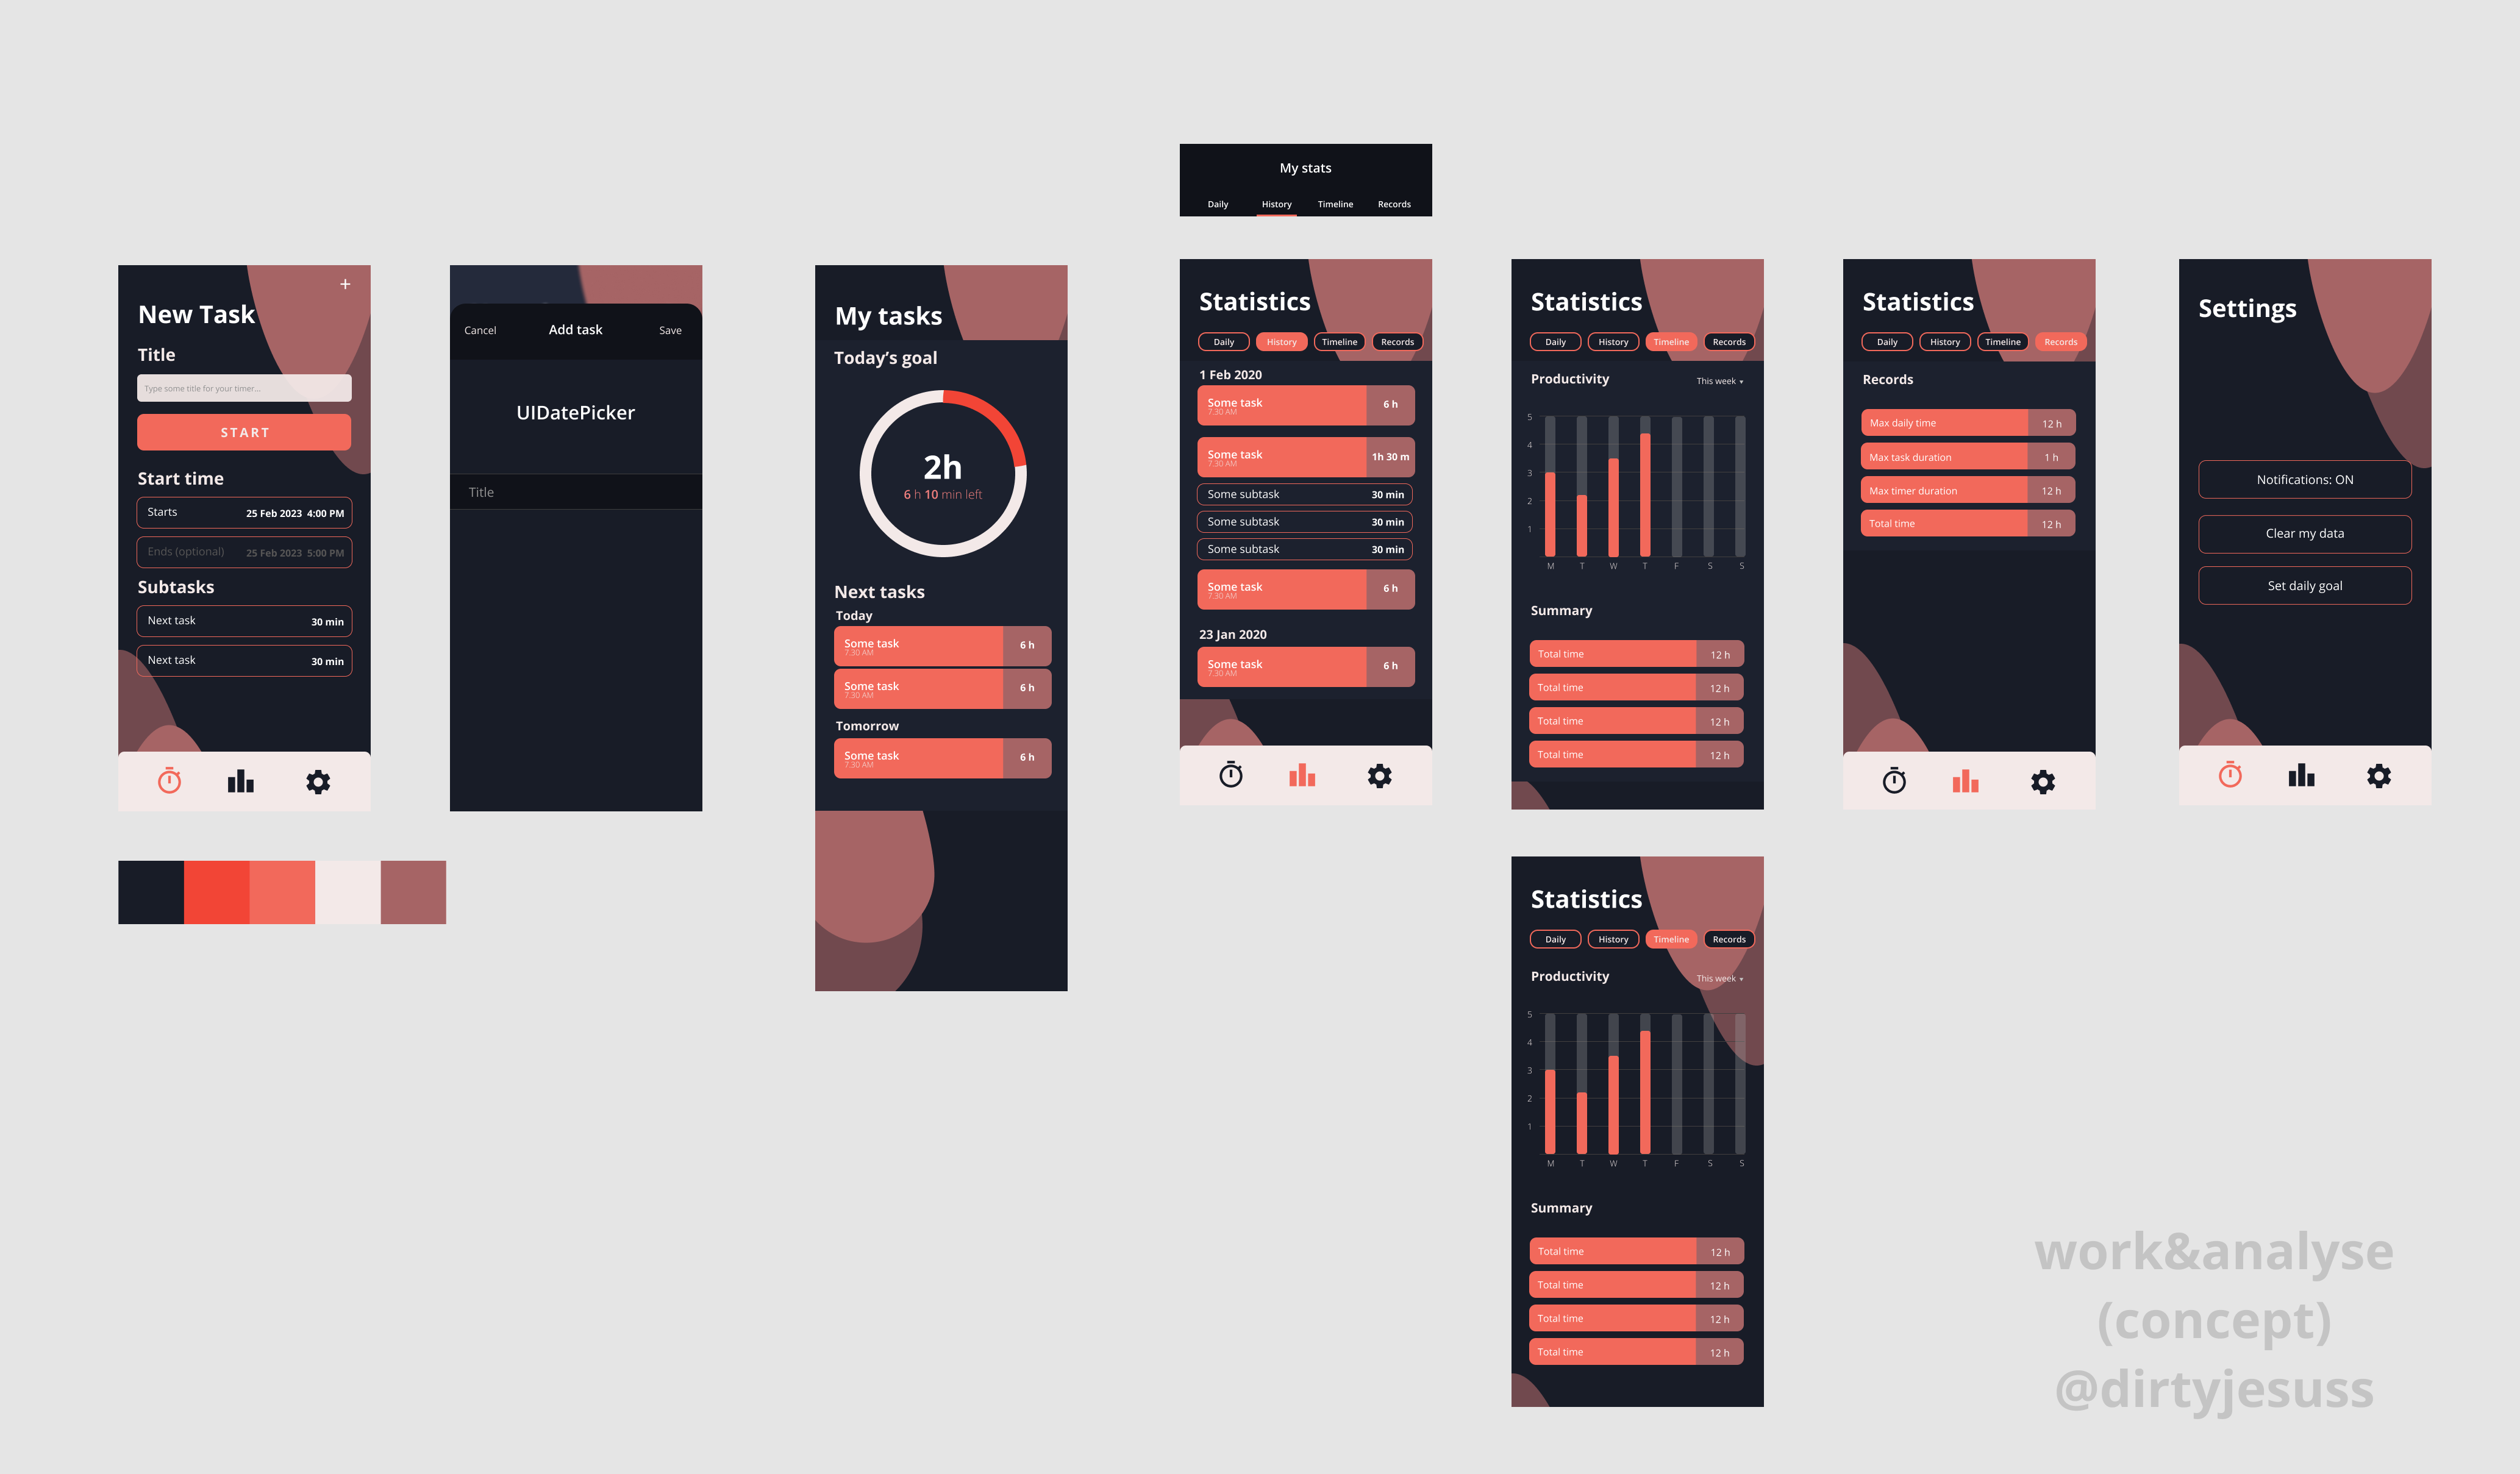 My stats
Daily History Timeline Records
+
New Task
Title
Type some title for your timer...
START
Start time
Starts 25 Feb 2023 4:00 PM
Ends (optional) 25 Feb 2023 5:00 PM
Subtasks
Next task 30 min
Next task 30 min
Cancel Add task Save
UIDatePicker
Title
My tasks
Today's goal
2h
6 h 10 min left
Next tasks
Today
Some task 6 h
7.30 AM
Some task 6 h
7.30 AM
Tomorrow
Some task 6 h
7.30 AM
Statistics
Daily History Timeline Records
1 Feb 2020
Some task 6 h
7.30 AM
Some task 1h 30 m
7.30 AM
Some subtask 30 min
Some subtask 30 min
Some subtask 30 min
Some task 6 h
7.30 AM
23 Jan 2020
Some task 6 h
7.30 AM
Statistics
Daily History Timeline Records
Productivity This week ▾
5
4
3
2
1
M T W T F S S
Summary
Total time 12 h
Total time 12 h
Total time 12 h
Total time 12 h
Statistics
Daily History Timeline Records
Records
Max daily time 12 h
Max task duration 1 h
Max timer duration 12 h
Total time 12 h
Settings
Notifications: ON
Clear my data
Set daily goal
Statistics
Daily History Timeline Records
Productivity This week ▾
5
4
3
2
1
M T W T F S S
Summary
Total time 12 h
Total time 12 h
Total time 12 h
Total time 12 h
work&analyse
(concept)
@dirtyjesuss